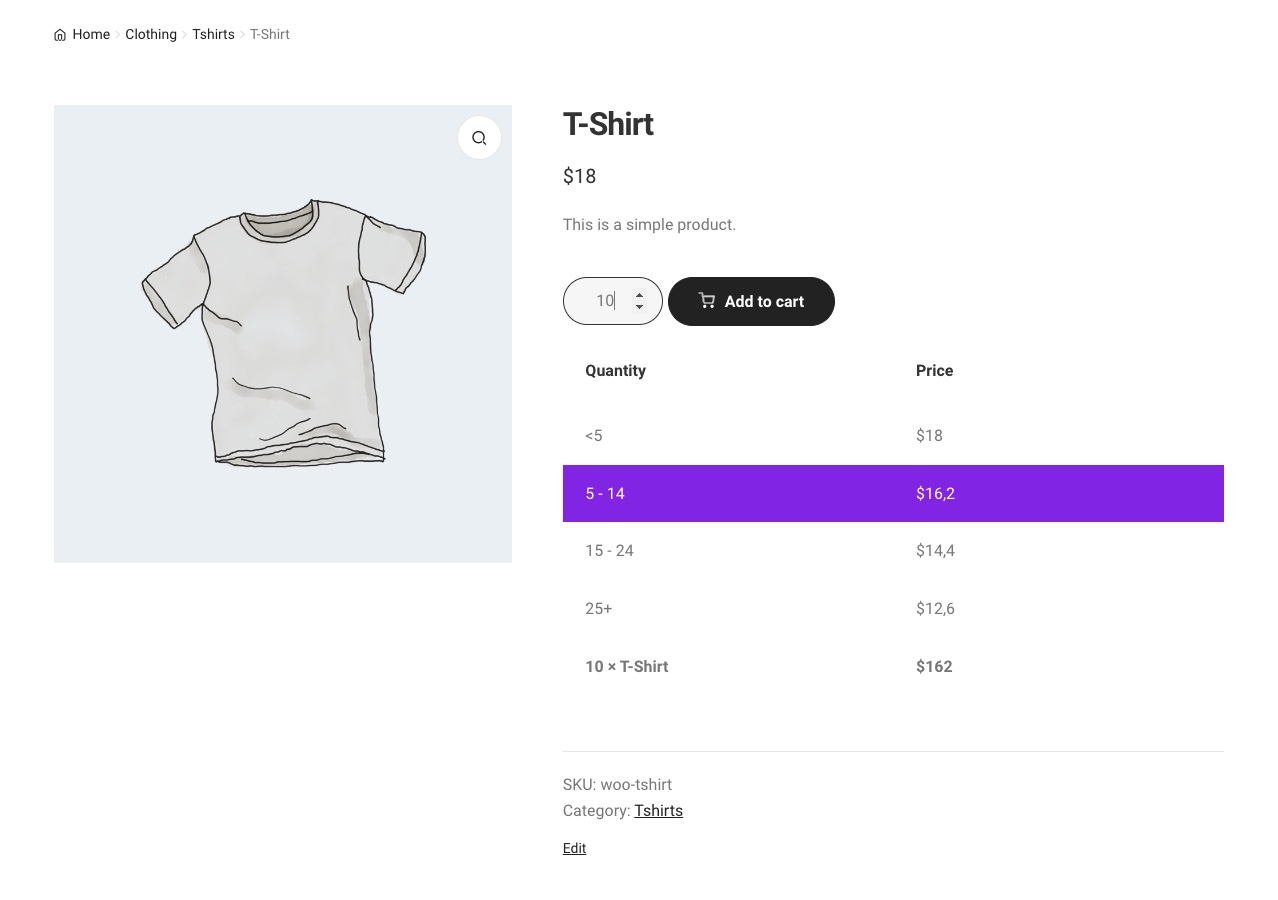 Home Clothing Tshirts T-Shirt
T-Shirt
$18
This is a simple product.
10 Add to cart
Quantity Price
<5 $18
5 - 14 $16,2
15 - 24 $14,4
25+ $12,6
10 × T-Shirt $162
SKU: woo-tshirt
Category: Tshirts
Edit